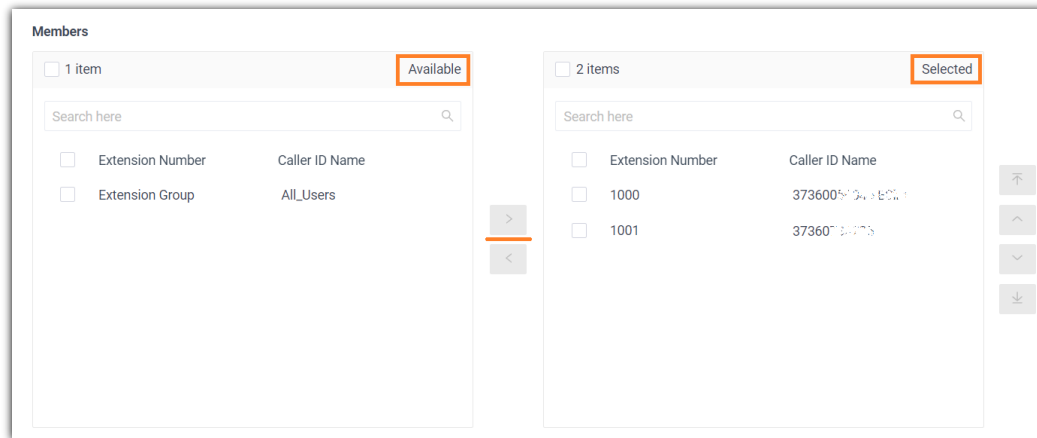 Members
1 item Available
Search here
Extension Number Caller ID Name
Extension Group All_Users
2 items Selected
Search here
Extension Number Caller ID Name
1000
1001